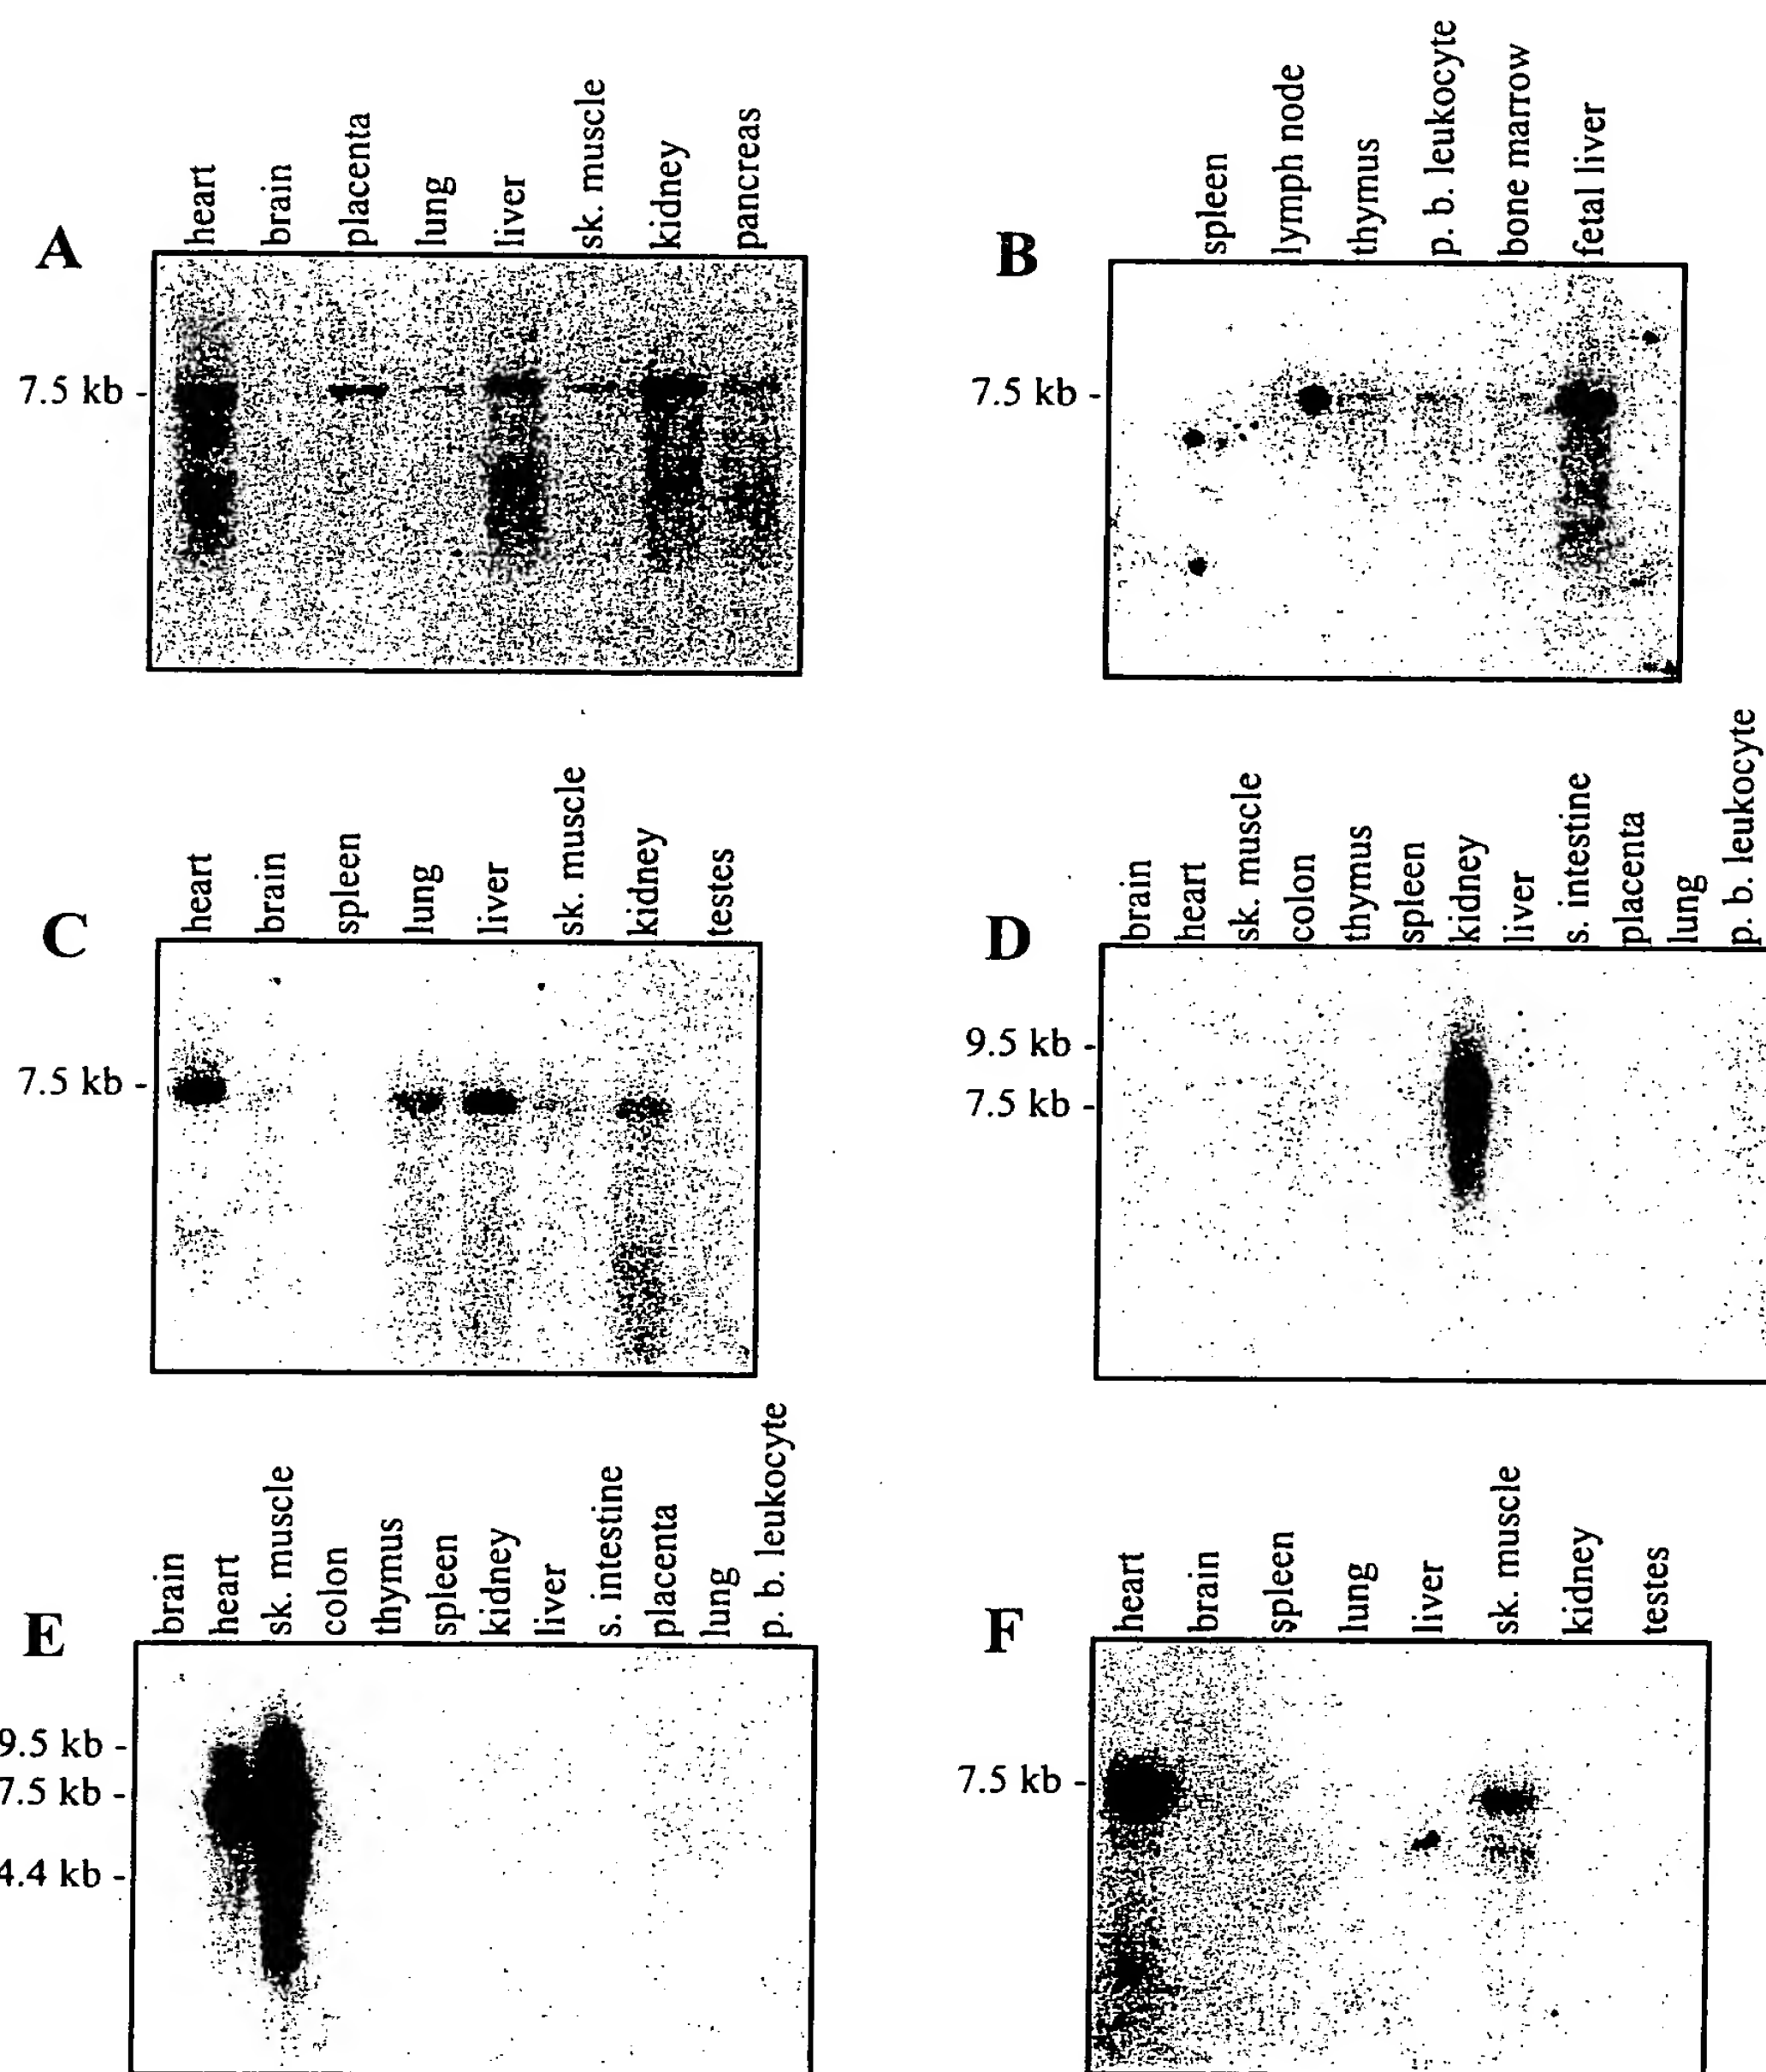 A
heart
brain
placenta
lung
liver
sk. muscle
kidney
pancreas
7.5 kb -
B
spleen
lymph node
thymus
p. b. leukocyte
bone marrow
fetal liver
7.5 kb -
C
heart
brain
spleen
lung
liver
sk. muscle
kidney
testes
7.5 kb -
D
brain
heart
sk. muscle
colon
thymus
spleen
kidney
liver
s. intestine
placenta
lung
p. b. leukocyte
9.5 kb -
7.5 kb -
E
brain
heart
sk. muscle
colon
thymus
spleen
kidney
liver
s. intestine
placenta
lung
p. b. leukocyte
9.5 kb -
7.5 kb -
4.4 kb -
F
heart
brain
spleen
lung
liver
sk. muscle
kidney
testes
7.5 kb -